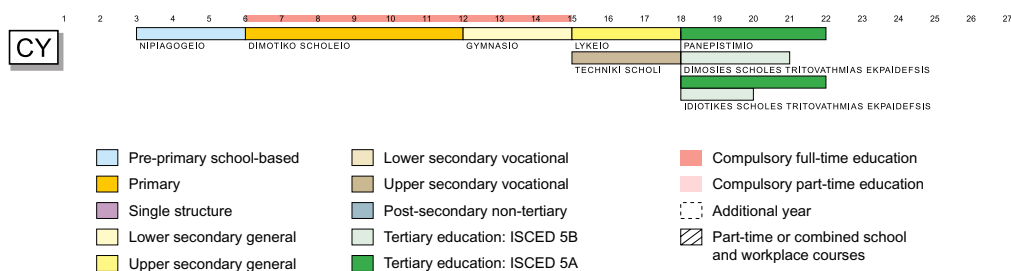 1 2 3 4 5 6 7 8 9 10 11 12 13 14 15 16 17 18 19 20 21 22 23 24 25 26 27
CY
NIPIAGOGEIO DIMOTIKO SCHOLEIO GYMNASIO LYKEIO PANEPISTIMIO
TECHNIKI SCHOLI DIMOSIES SCHOLES TRITOVATHMIAS EKPAIDEFSIS
IDIOTIKES SCHOLES TRITOVATHMIAS EKPAIDEFSIS
Pre-primary school-based
Primary
Single structure
Lower secondary general
Upper secondary general
Lower secondary vocational
Upper secondary vocational
Post-secondary non-tertiary
Tertiary education: ISCED 5B
Tertiary education: ISCED 5A
Compulsory full-time education
Compulsory part-time education
Additional year
Part-time or combined school
and workplace courses